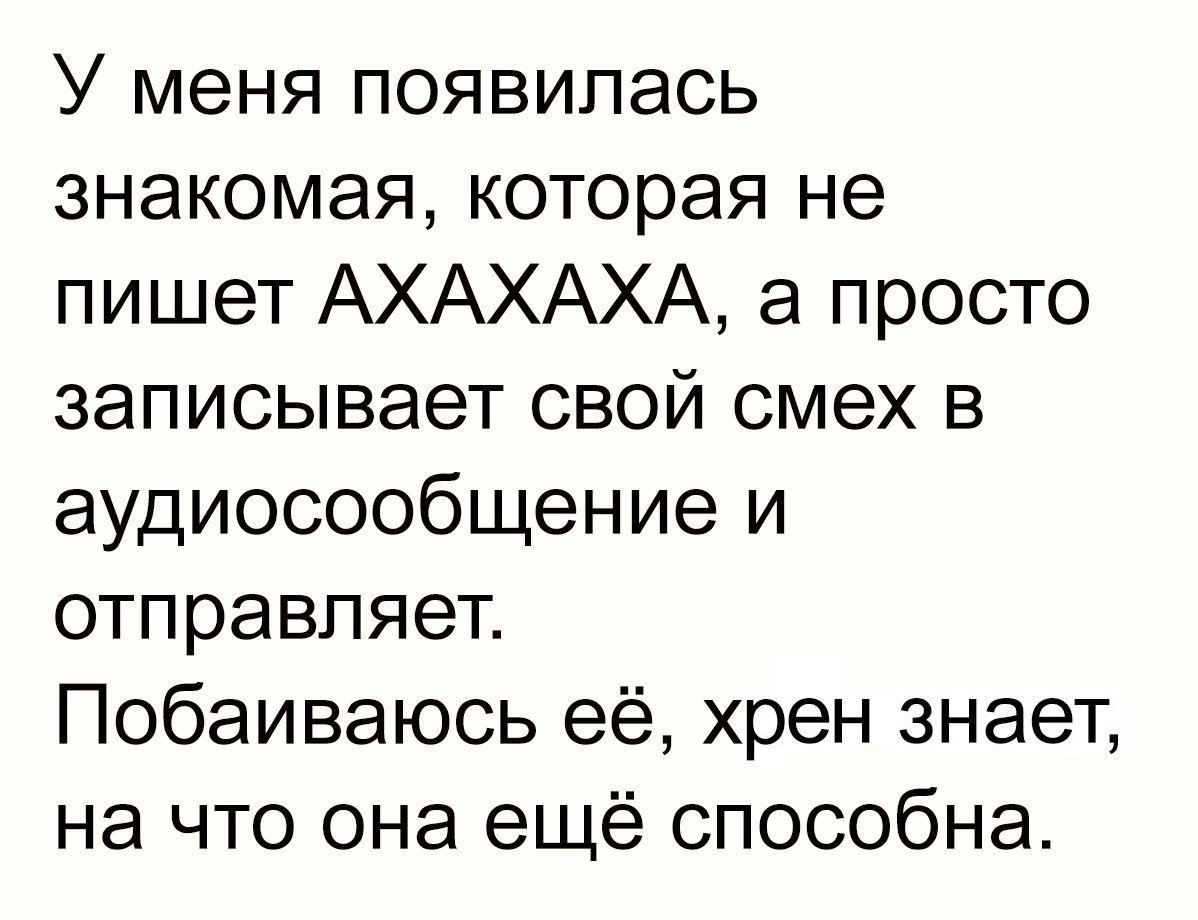 У меня появилась
знакомая, которая не
пишет АХАХАХА, а просто
записывает свой смех в
аудиосообщение и
отправляет.
Побаиваюсь её, хрен знает,
на что она ещё способна.